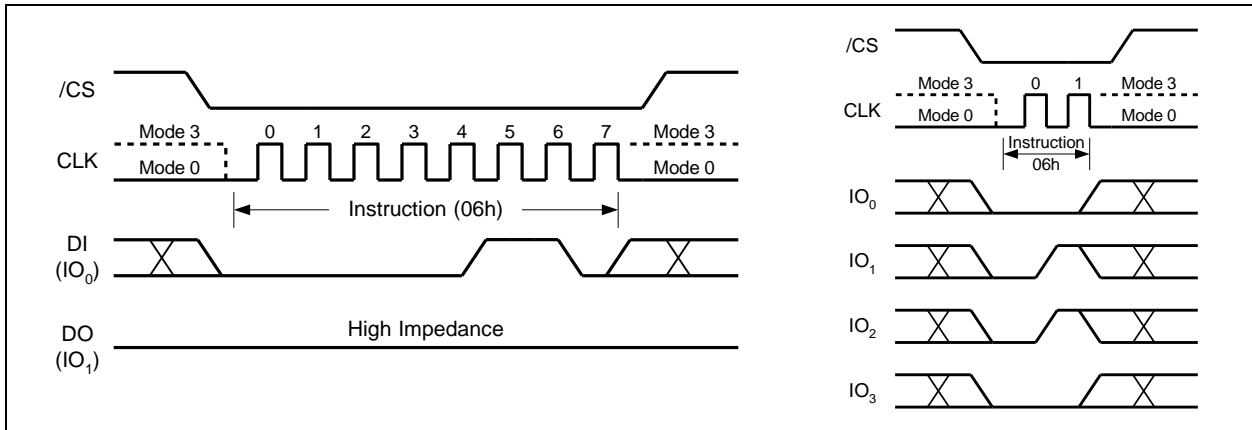 /CS
CLK
Mode 3
Mode 0
0 1 2 3 4 5 6 7
Mode 3
Mode 0
Instruction (06h)
DI
(IO0)
DO
(IO1)
High Impedance
/CS
CLK
Mode 3
Mode 0
0 1
Mode 3
Mode 0
Instruction
06h
IO0
IO1
IO2
IO3